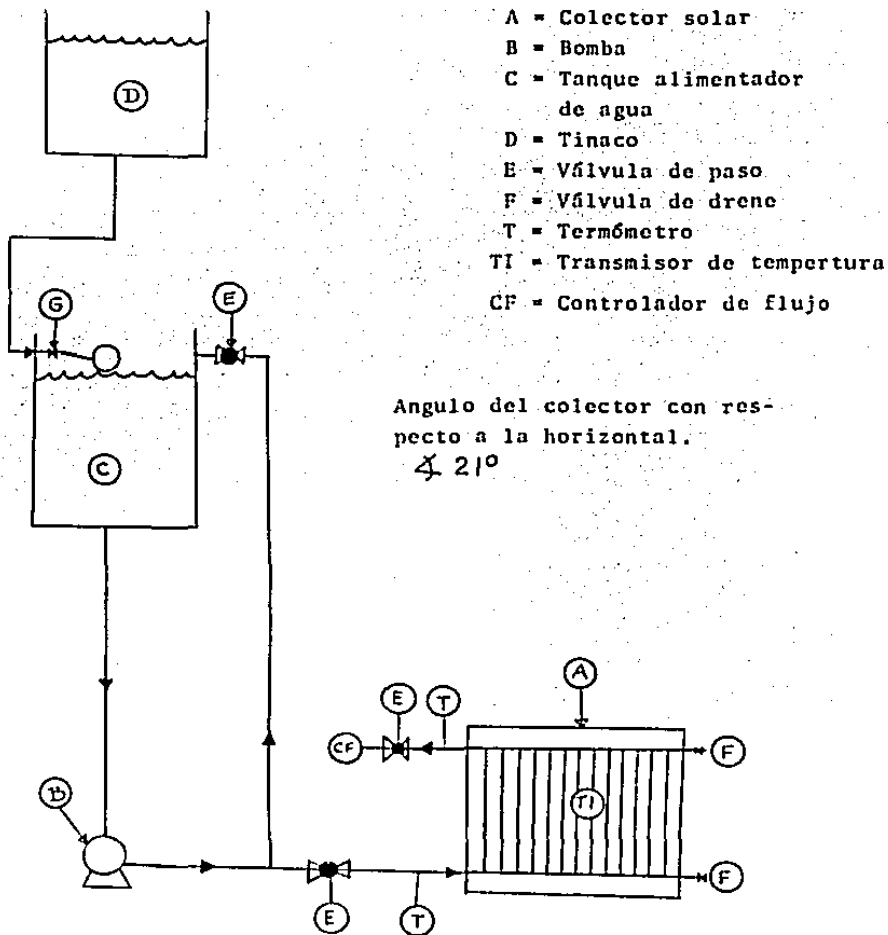 A = Colector solar
B = Bomba
C = Tanque alimentador
de agua
D = Tinaco
E = Válvula de paso
F = Válvula de drene
T = Termómetro
TI = Transmisor de tempertura
CF = Controlador de flujo
Angulo del colector con res-
pecto a la horizontal.
∡ 21°
D
G
E
C
A
E
T
CF
F
TI
B
F
E
T